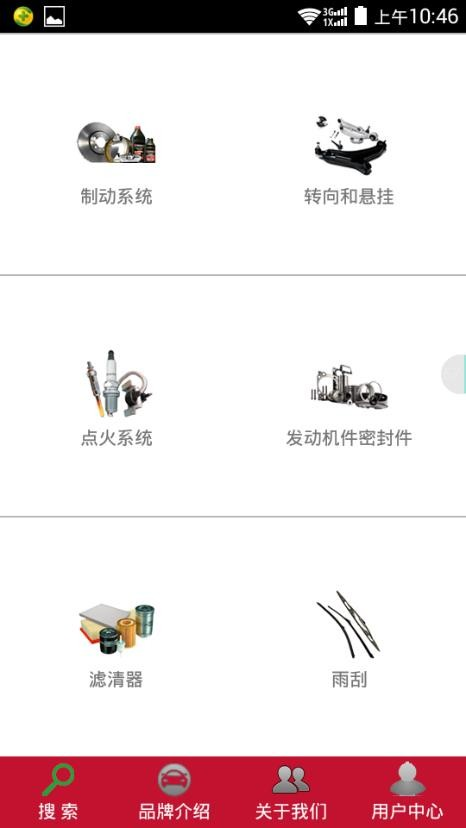 3G
1X
上午10:46
制动系统
转向和悬挂
点火系统
发动机件密封件
滤清器
雨刮
搜 索
品牌介绍
关于我们
用户中心